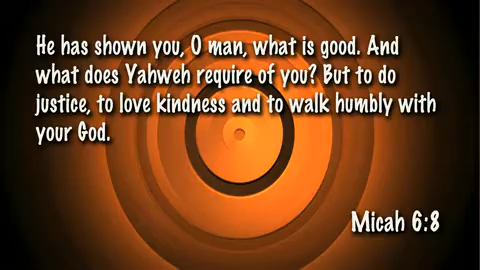 He has shown you, O man, what is good. And
what does Yahweh require of you? But to do
justice, to love kindness and to walk humbly with
your God.
Micah 6:8